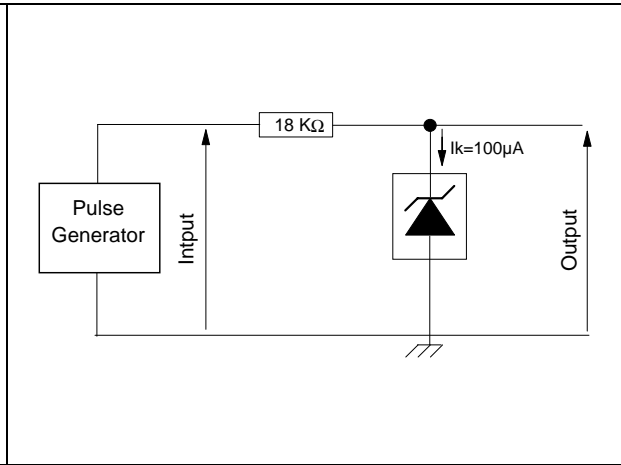 18 KΩ
Ik=100µA
Pulse
Generator
Intput
Output